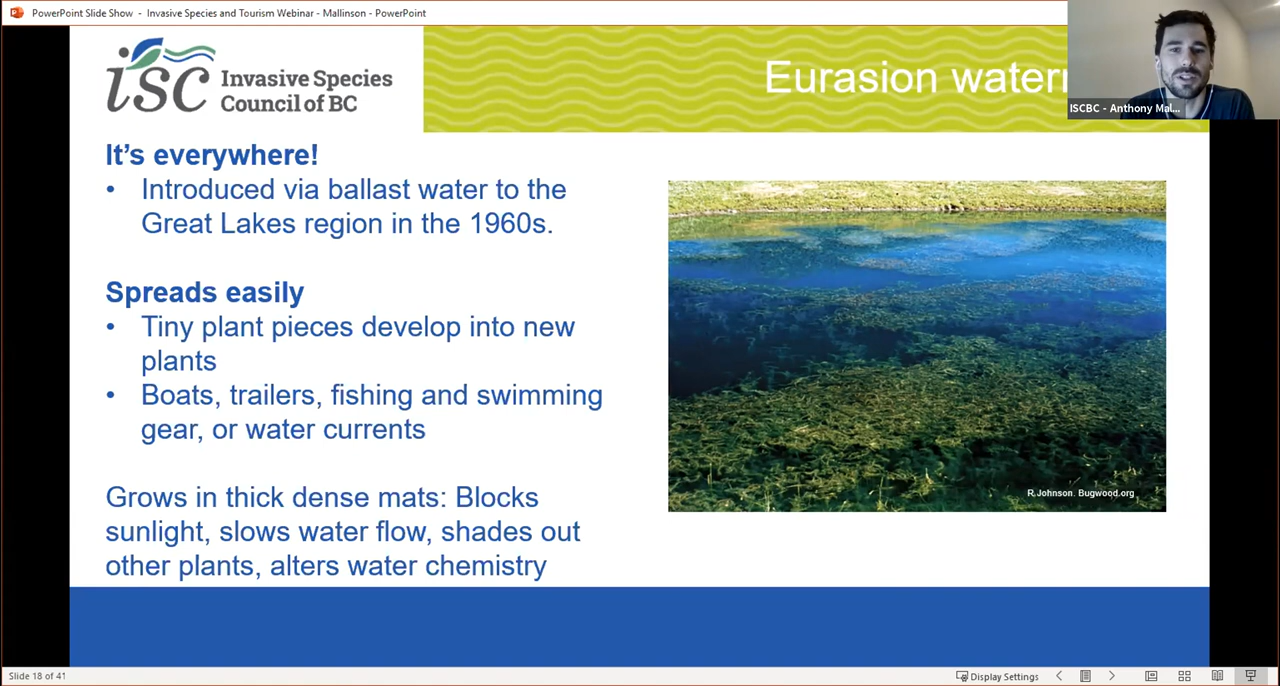 PowerPoint Slide Show - Invasive Species and Tourism Webinar - Mallinson - PowerPoint
isc Invasive Species
Council of BC
Eurasion water
ISCBC - Anthony Mal...
It's everywhere!
• Introduced via ballast water to the
Great Lakes region in the 1960s.
Spreads easily
• Tiny plant pieces develop into new
plants
• Boats, trailers, fishing and swimming
gear, or water currents
Grows in thick dense mats: Blocks
sunlight, slows water flow, shades out
other plants, alters water chemistry
R.Johnson. Bugwood.org
Slide 18 of 41
Display Settings